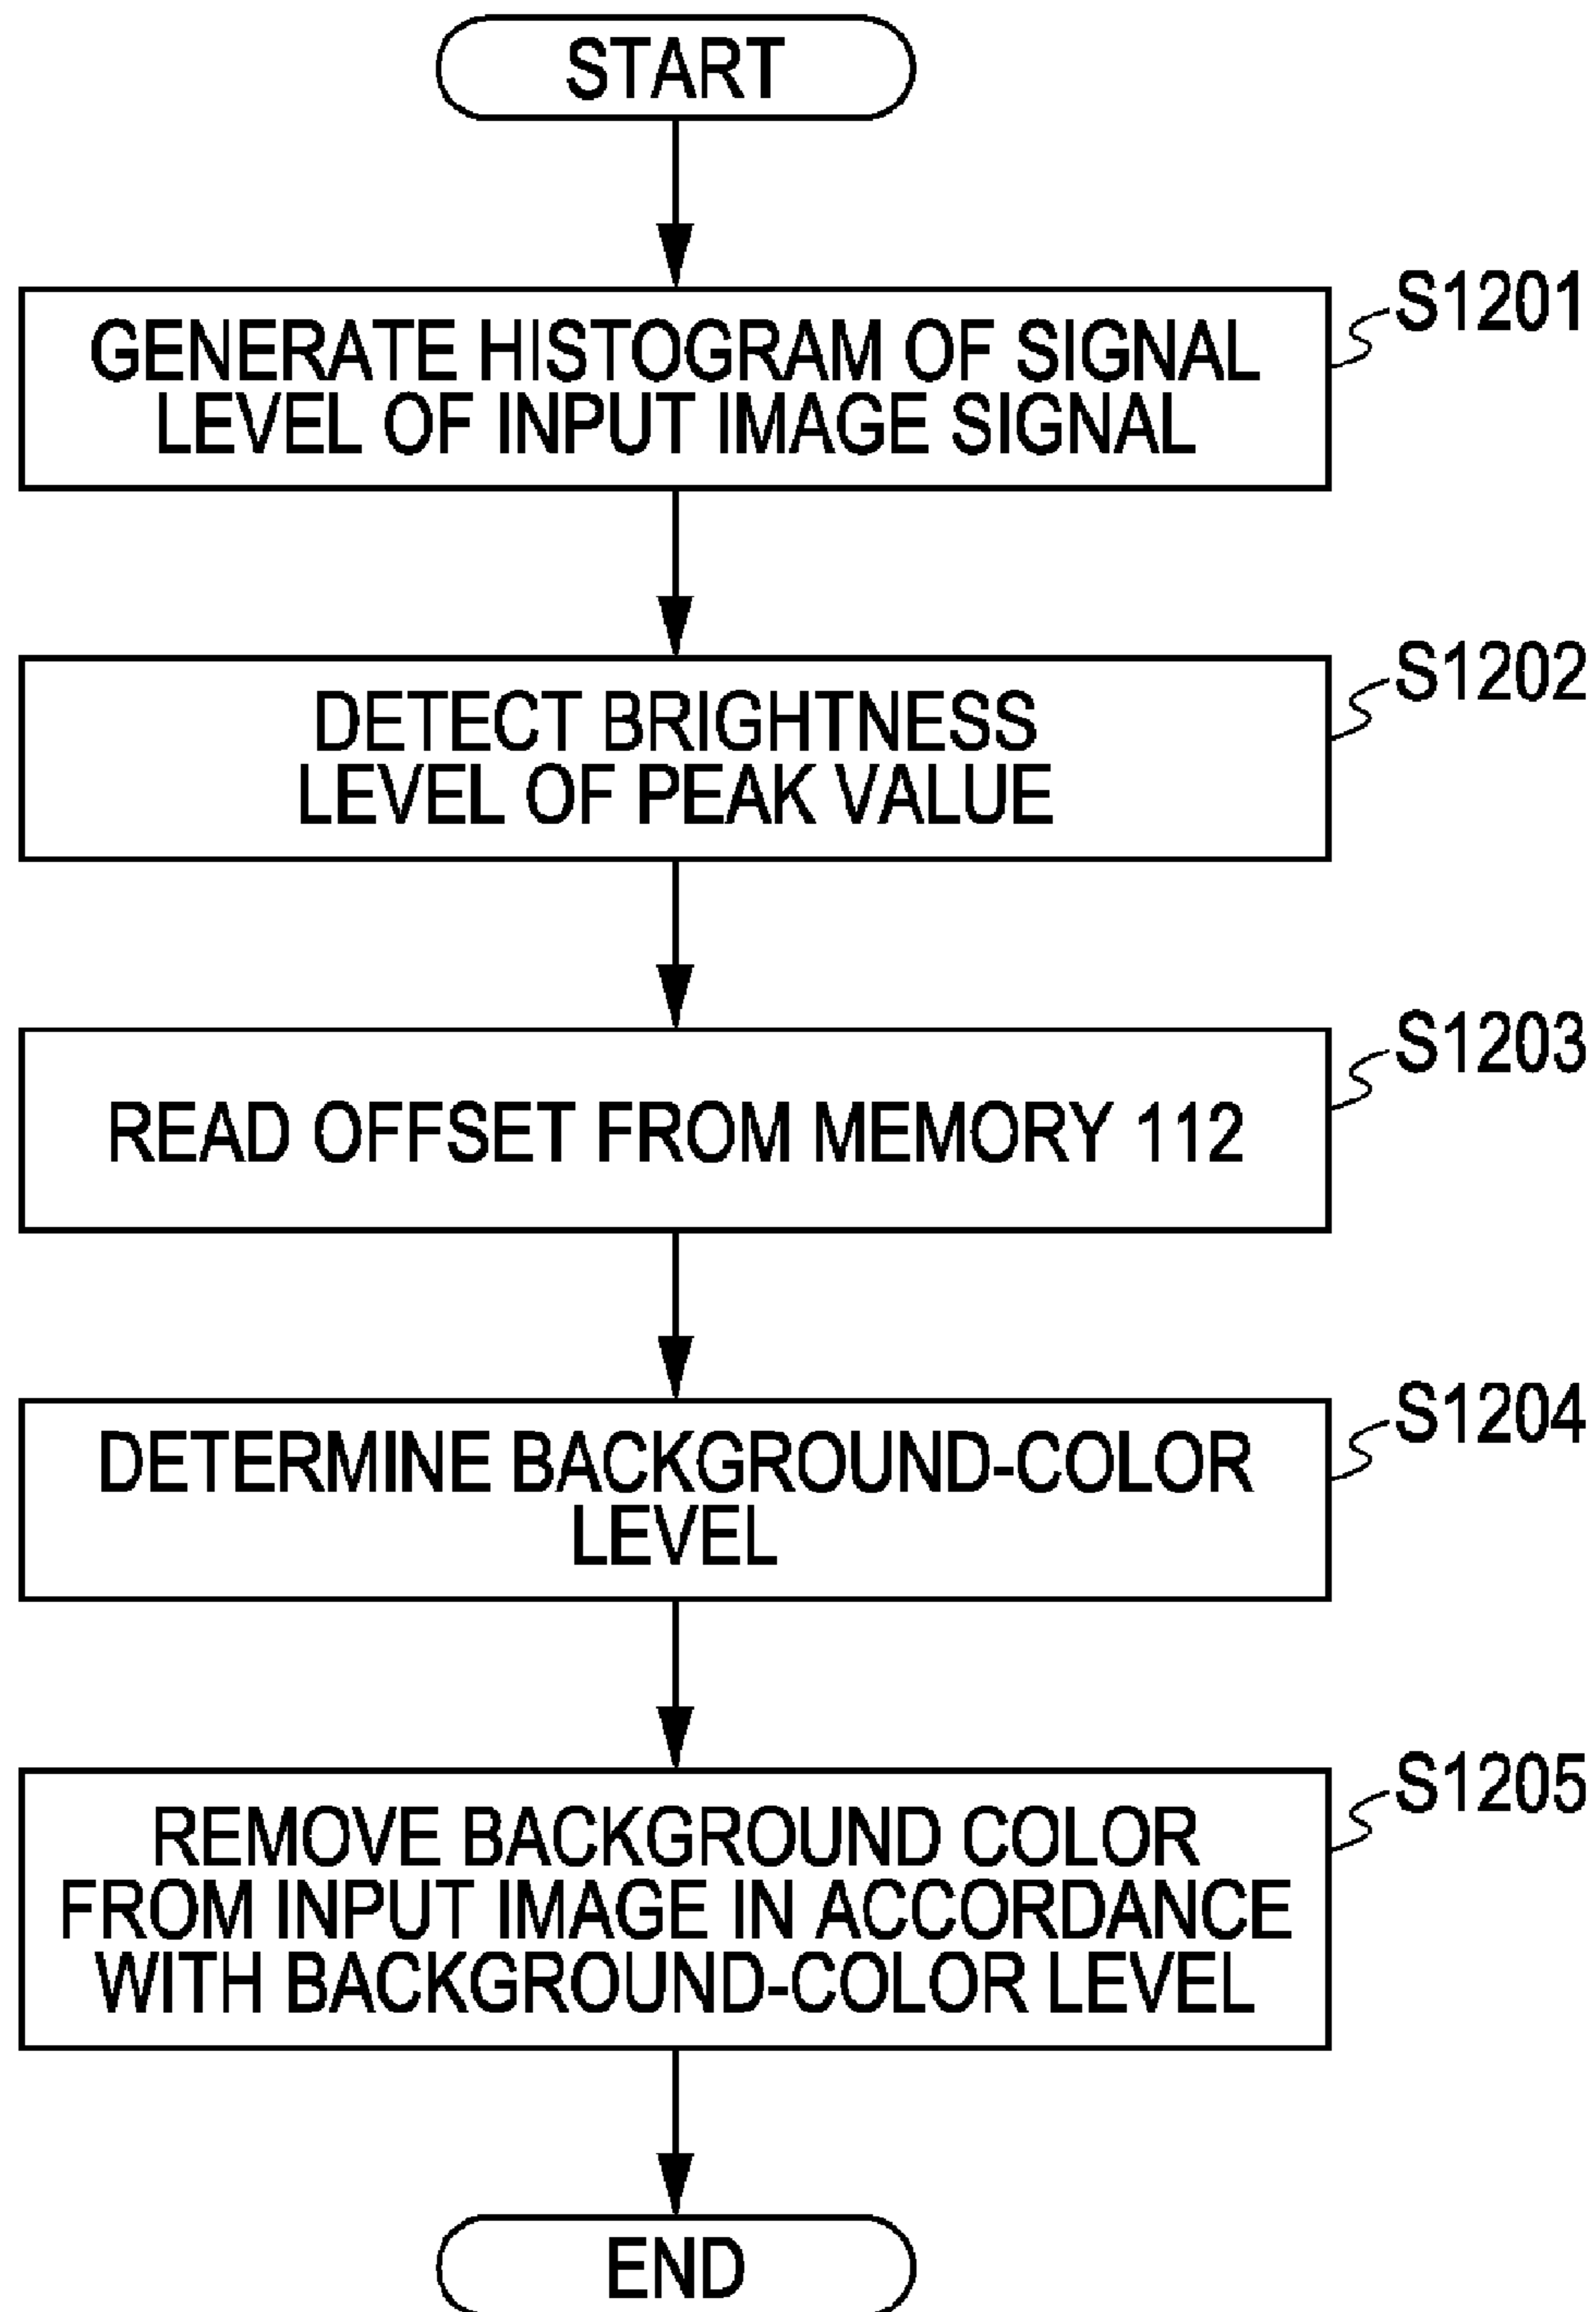 START
S1201
GENERATE HISTOGRAM OF SIGNAL
LEVEL OF INPUT IMAGE SIGNAL
S1202
DETECT BRIGHTNESS
LEVEL OF PEAK VALUE
S1203
READ OFFSET FROM MEMORY 112
S1204
DETERMINE BACKGROUND-COLOR
LEVEL
S1205
REMOVE BACKGROUND COLOR
FROM INPUT IMAGE IN ACCORDANCE
WITH BACKGROUND-COLOR LEVEL
END